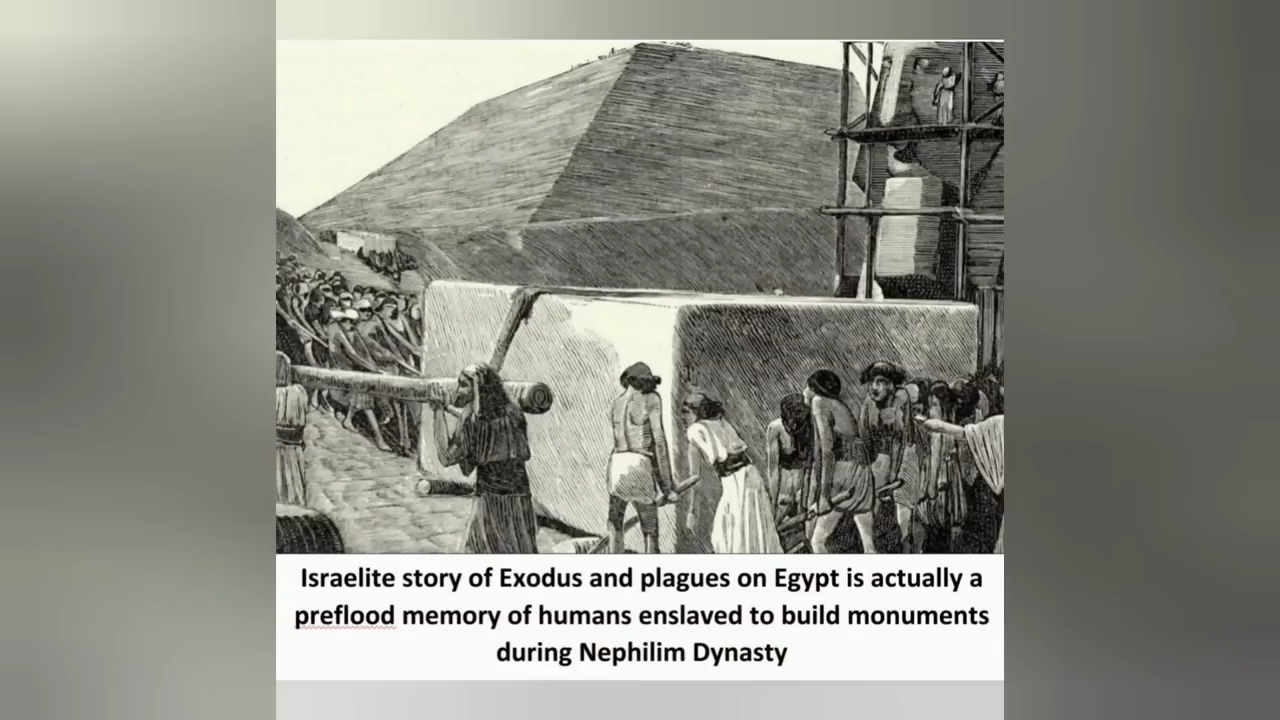 Israelite story of Exodus and plagues on Egypt is actually a
preflood memory of humans enslaved to build monuments
during Nephilim Dynasty